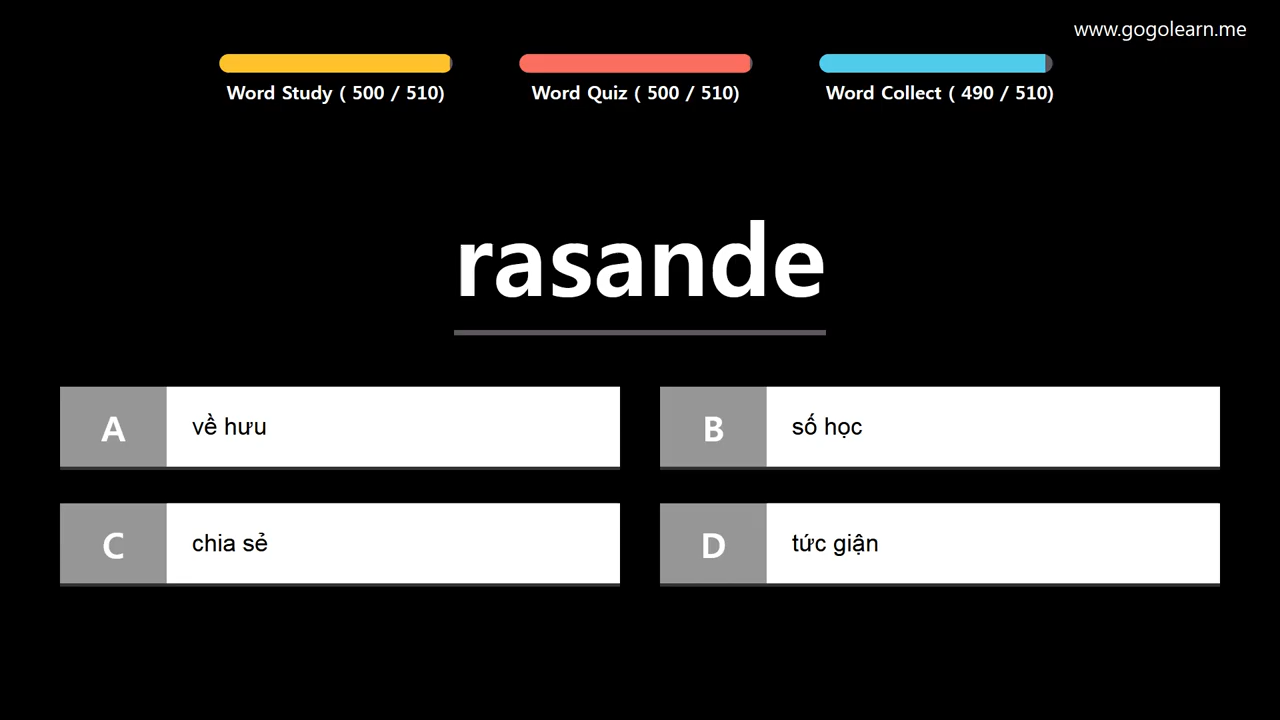 www.gogolearn.me
Word Study ( 500 / 510)
Word Quiz ( 500 / 510)
Word Collect ( 490 / 510)
rasande
A
về hưu
B
số học
C
chia sẻ
D
tức giận